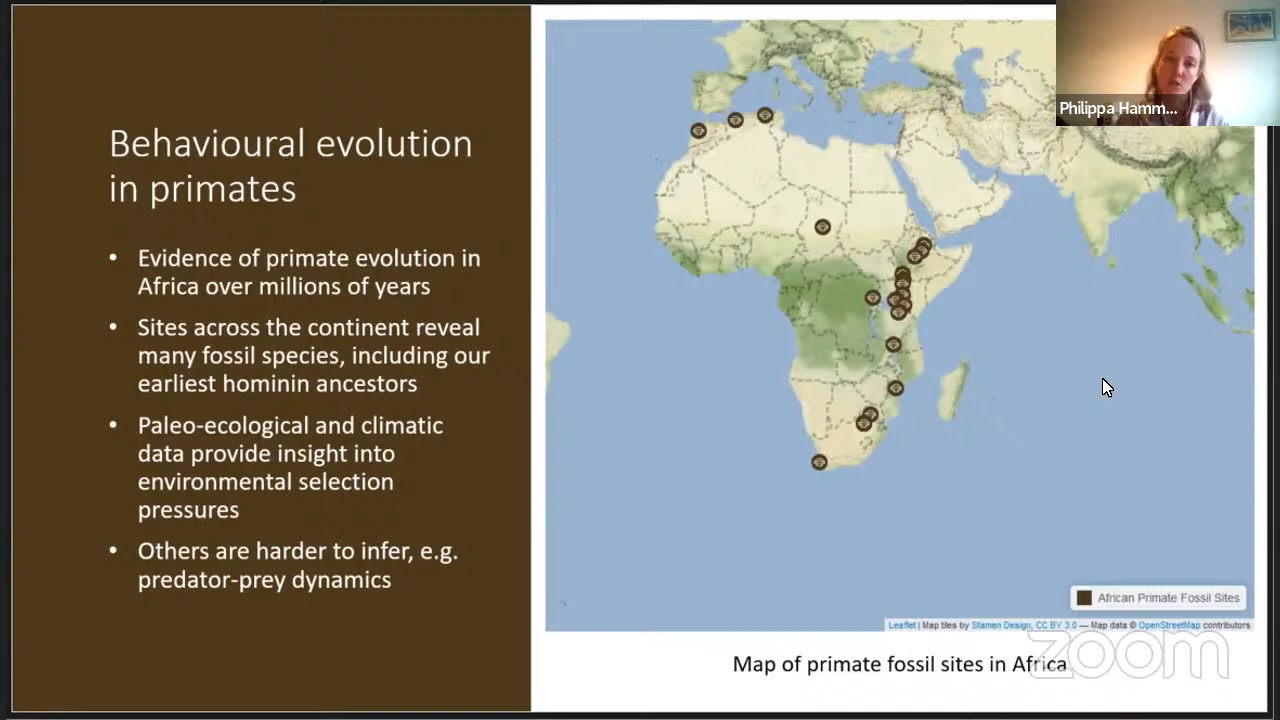 Behavioural evolution
in primates
• Evidence of primate evolution in
Africa over millions of years
• Sites across the continent reveal
many fossil species, including our
earliest hominin ancestors
• Paleo-ecological and climatic
data provide insight into
environmental selection
pressures
• Others are harder to infer, e.g.
predator-prey dynamics
Philippa Hamm...
African Primate Fossil Sites
Leaflet | Map tiles by Stamen Design, CC BY 3.0 — Map data © OpenStreetMap contributors
Map of primate fossil sites in Africa
zoom